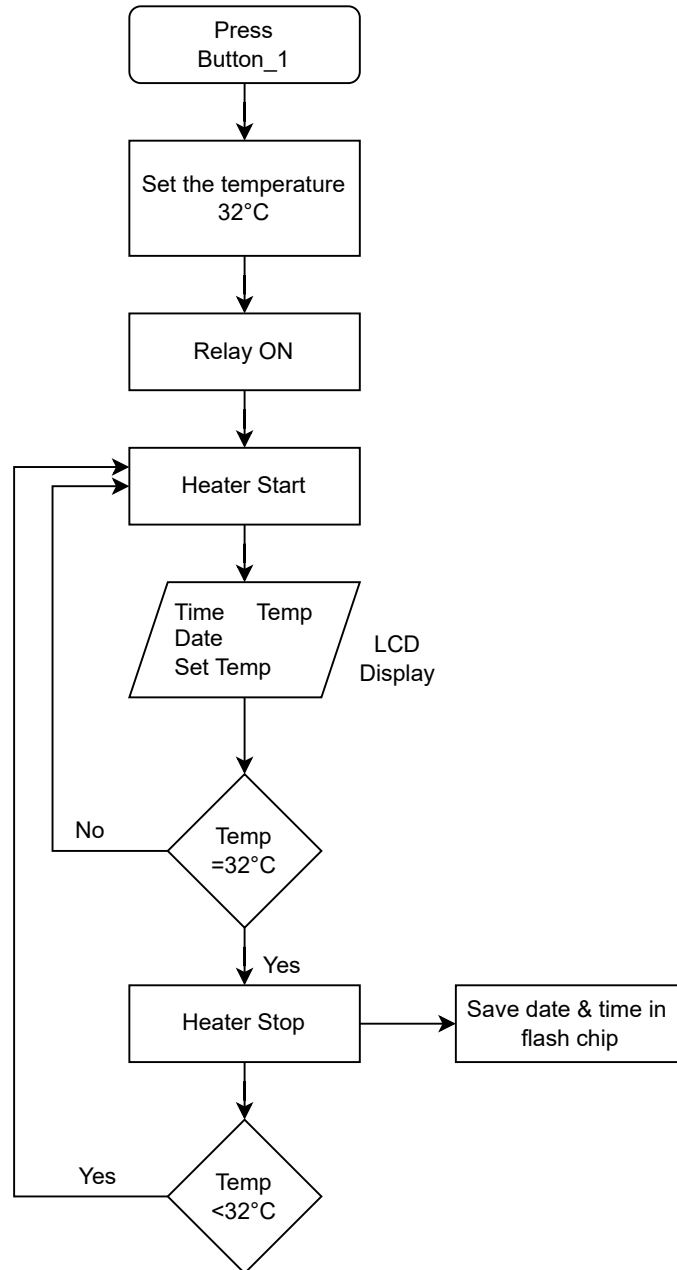 Press
Button_1
Set the temperature
32°C
Relay ON
Heater Start
Time Temp
Date
Set Temp
LCD
Display
No
Temp
=32°C
Yes
Heater Stop
Save date & time in
flash chip
Yes
Temp
<32°C